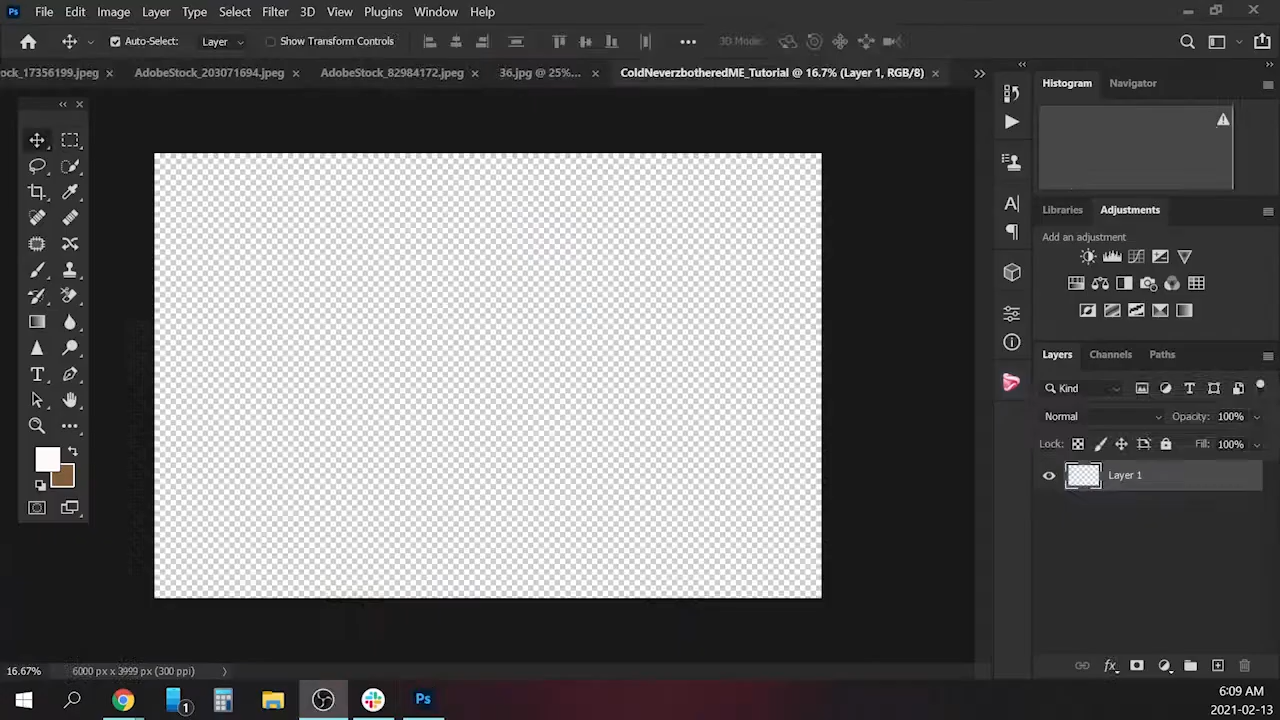 Ps File Edit Image Layer Type Select Filter 3D View Plugins Window Help
Auto-Select: Layer Show Transform Controls 3D Mode:
ock_17356199.jpeg AdobeStock_203071694.jpeg AdobeStock_82984172.jpeg 36.jpg @ 25%... ColdNeverzbotheredME_Tutorial @ 16.7% (Layer 1, RGB/8)
Histogram Navigator
Libraries Adjustments
Add an adjustment
Layers Channels Paths
Kind
Normal Opacity: 100%
Lock: Fill: 100%
Layer 1
16.67% 6000 px x 3999 px (300 ppi)
1 Ps 6:09 AM
2021-02-13